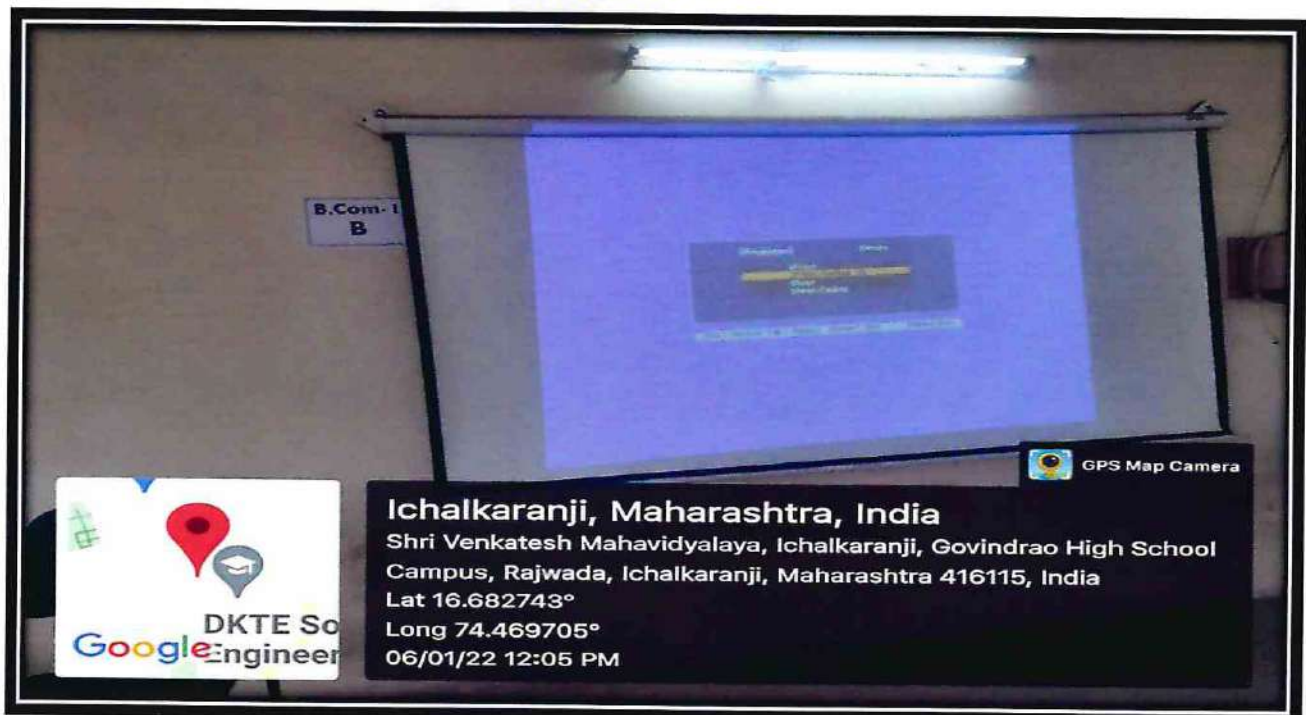 B.Com- I
B
GPS Map Camera
Ichalkaranji, Maharashtra, India
Shri Venkatesh Mahavidyalaya, Ichalkaranji, Govindrao High School
Campus, Rajwada, Ichalkaranji, Maharashtra 416115, India
Lat 16.682743°
Long 74.469705°
06/01/22 12:05 PM
DKTE So
Google
Engineer